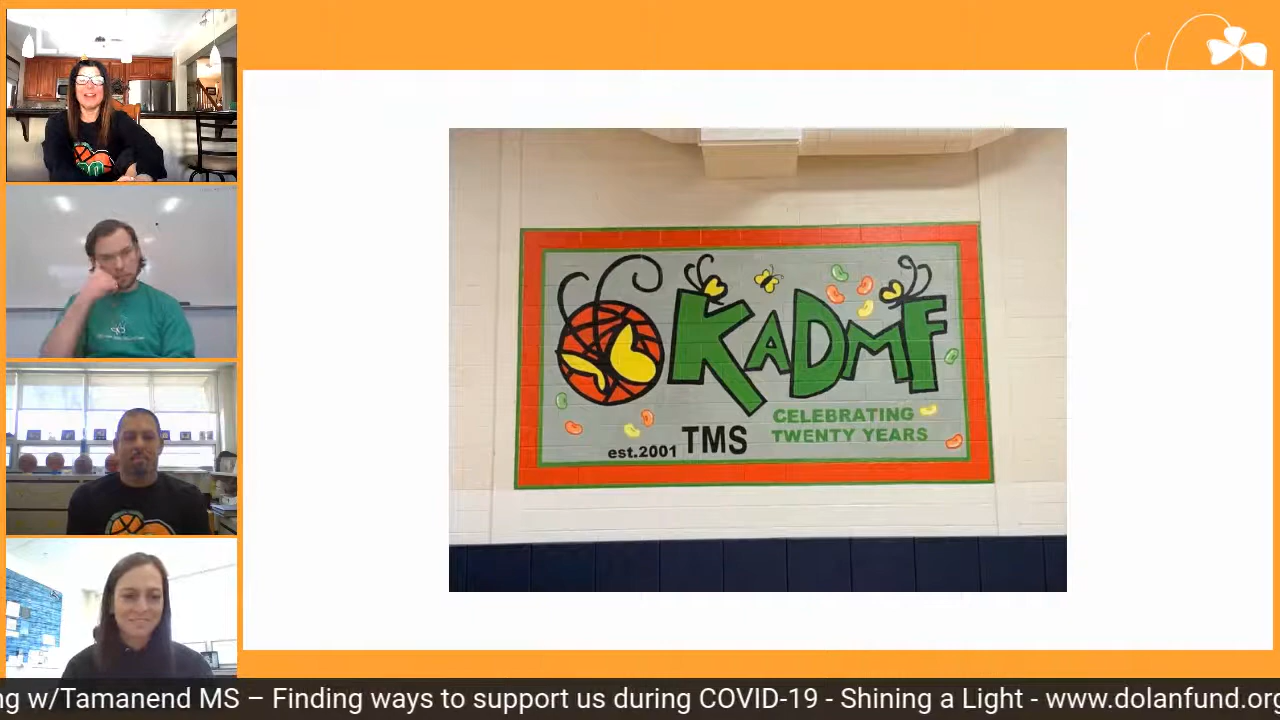 KADMF
CELEBRATING
TWENTY YEARS
est.2001 TMS
w/Tamanend MS – Finding ways to support us during COVID-19 - Shining a Light - www.dolanfund.org